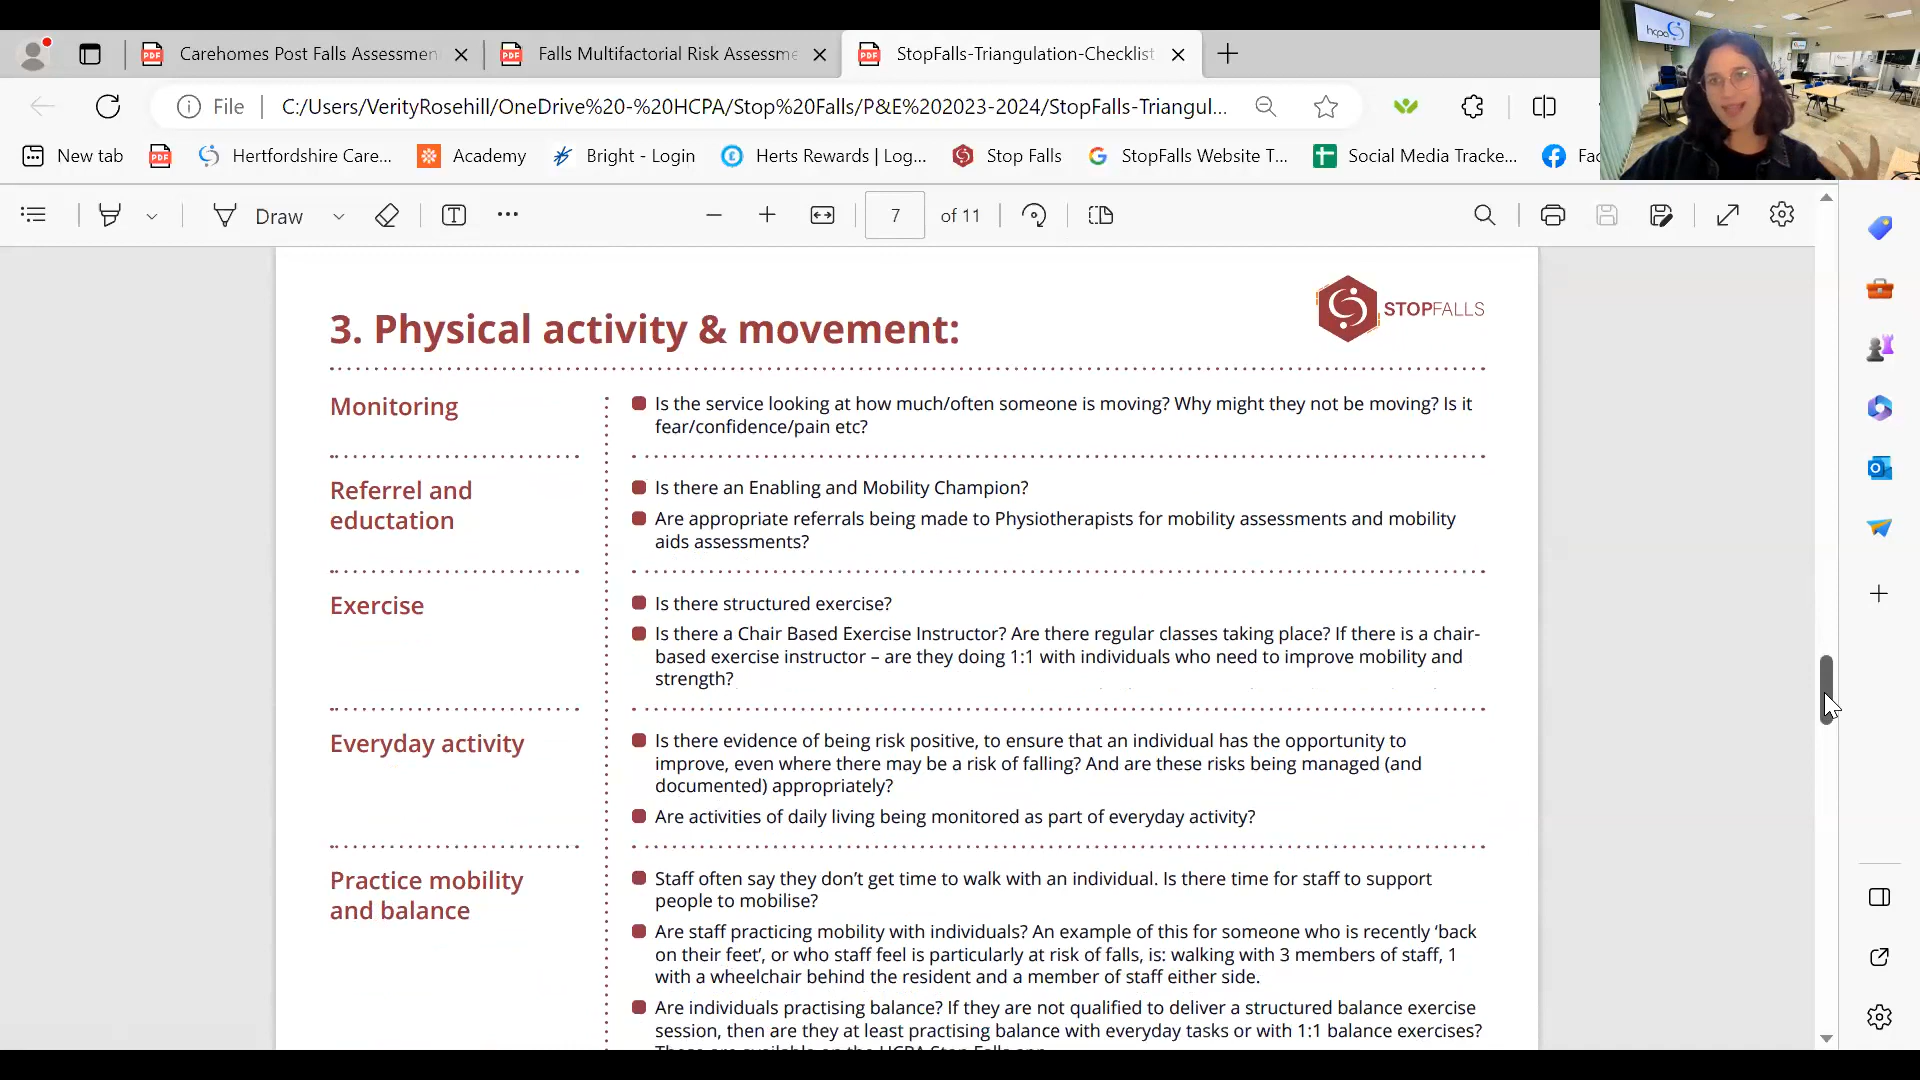 Carehomes Post Falls Assessmen
Falls Multifactorial Risk Assessme
StopFalls-Triangulation-Checklist
File
C:/Users/VerityRosehill/OneDrive%20-%20HCPA/Stop%20Falls/P&E%202023-2024/StopFalls-Triangul...
New tab
Hertfordshire Care...
Academy
Bright - Login
Herts Rewards | Log...
Stop Falls
StopFalls Website T...
Social Media Tracke...
Fac
hcpa
Draw
7
of 11
3. Physical activity & movement:
STOPFALLS
Monitoring
Is the service looking at how much/often someone is moving? Why might they not be moving? Is it
fear/confidence/pain etc?
Referrel and
eductation
Is there an Enabling and Mobility Champion?
Are appropriate referrals being made to Physiotherapists for mobility assessments and mobility
aids assessments?
Exercise
Is there structured exercise?
Is there a Chair Based Exercise Instructor? Are there regular classes taking place? If there is a chair-
based exercise instructor – are they doing 1:1 with individuals who need to improve mobility and
strength?
Everyday activity
Is there evidence of being risk positive, to ensure that an individual has the opportunity to
improve, even where there may be a risk of falling? And are these risks being managed (and
documented) appropriately?
Are activities of daily living being monitored as part of everyday activity?
Practice mobility
and balance
Staff often say they don’t get time to walk with an individual. Is there time for staff to support
people to mobilise?
Are staff practicing mobility with individuals? An example of this for someone who is recently ‘back
on their feet’, or who staff feel is particularly at risk of falls, is: walking with 3 members of staff, 1
with a wheelchair behind the resident and a member of staff either side.
Are individuals practising balance? If they are not qualified to deliver a structured balance exercise
session, then are they at least practising balance with everyday tasks or with 1:1 balance exercises?